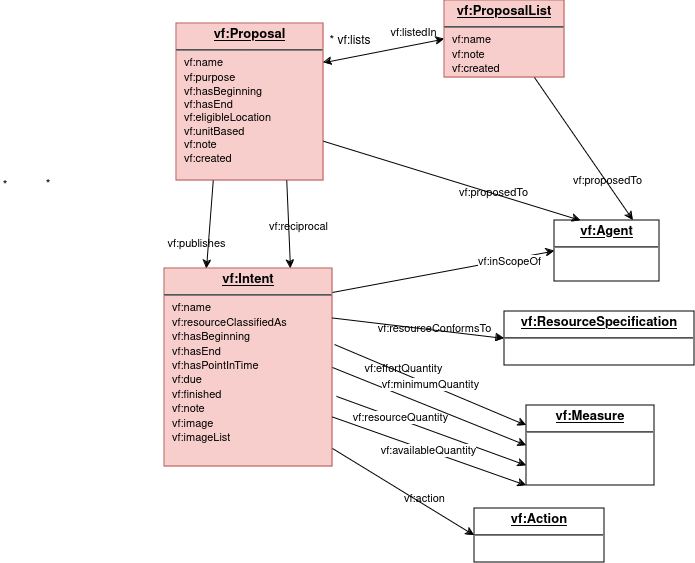 vf:Proposal
vf:name
vf:purpose
vf:hasBeginning
vf:hasEnd
vf:eligibleLocation
vf:unitBased
vf:note
vf:created
* vf:lists
vf:listedIn
vf:ProposalList
vf:name
vf:note
vf:created
* *
vf:proposedTo
vf:proposedTo
vf:publishes
vf:reciprocal
vf:Agent
vf:Intent
vf:name
vf:resourceClassifiedAs
vf:hasBeginning
vf:hasEnd
vf:hasPointInTime
vf:due
vf:finished
vf:note
vf:image
vf:imageList
vf:inScopeOf
vf:resourceConformsTo
vf:ResourceSpecification
vf:effortQuantity
vf:minimumQuantity
vf:resourceQuantity
vf:availableQuantity
vf:Measure
vf:action
vf:Action